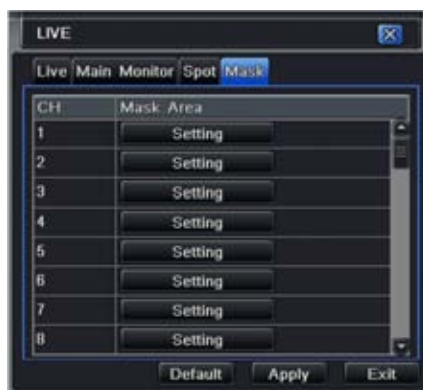 LIVE
Live Main Monitor Spot Mask
CH Mask Area
1 Setting
2 Setting
3 Setting
4 Setting
5 Setting
6 Setting
7 Setting
8 Setting
Default Apply Exit